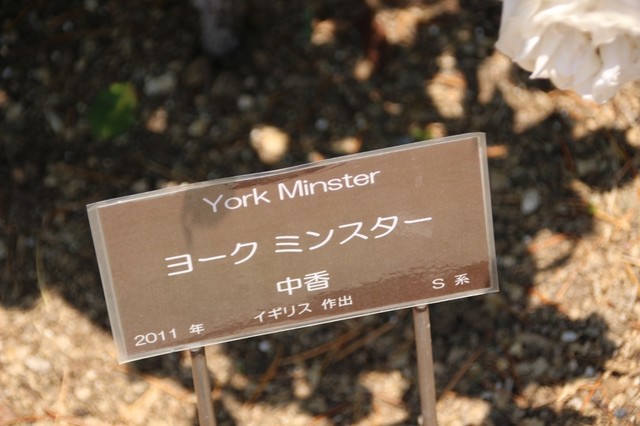 York Minster
ヨーク ミンスター
中香
2011 年 イギリス 作出 S 系